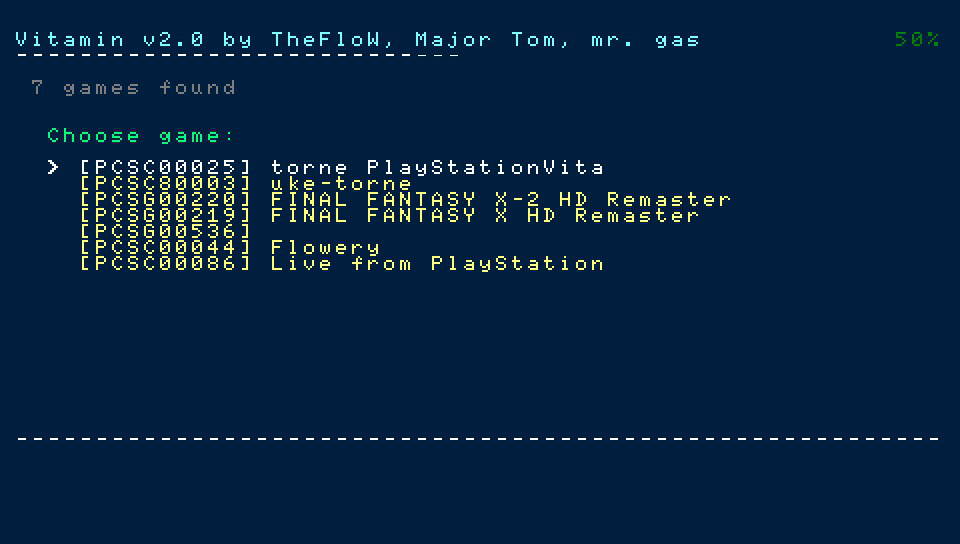 Vitamin v2.0 by TheFloW, Major Tom, mr. gas 50%
7 games found
Choose game:
> [PCSC00025] torne PlayStationVita
[PCSC80003] uke-torne
[PCSG00220] FINAL FANTASY X-2 HD Remaster
[PCSG00219] FINAL FANTASY X HD Remaster
[PCSG00536]
[PCSC00044] Flowery
[PCSC00086] Live from PlayStation